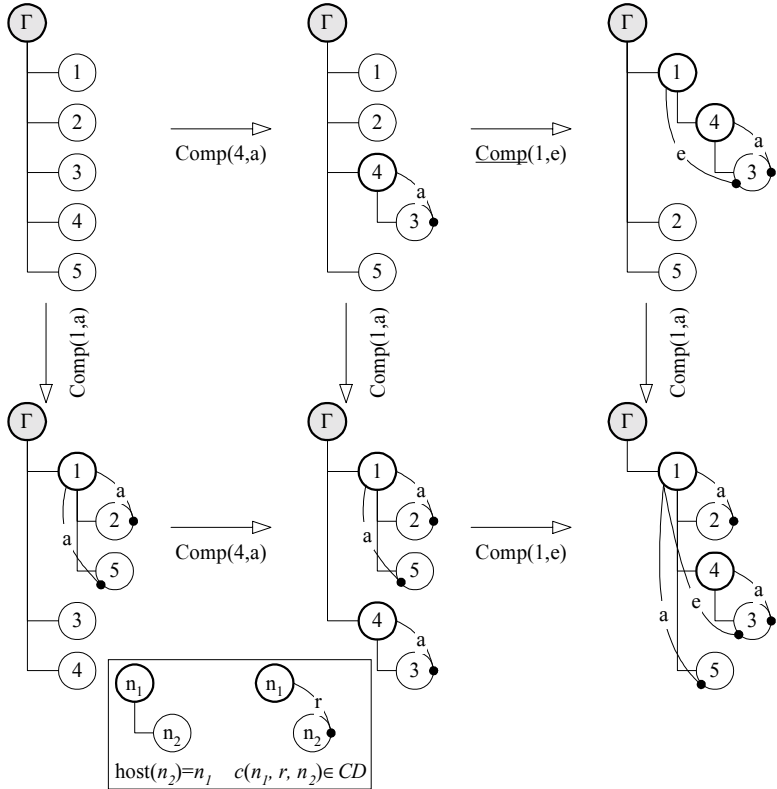 Γ
1
2
3
4
5
Comp(4,a)
Γ
1
2
4
a
3
5
Comp(1,e)
Γ
1
4
a
e
3
2
5
Comp(1,a)
Comp(1,a)
Comp(1,a)
Γ
1
a
2
a
5
3
4
Comp(4,a)
Γ
1
a
2
a
5
4
a
3
Comp(1,e)
Γ
1
a
2
4
a
e
a
3
5
n1
n2
n1
r
n2
host(n2)=n1 c(n1, r, n2)∈ CD